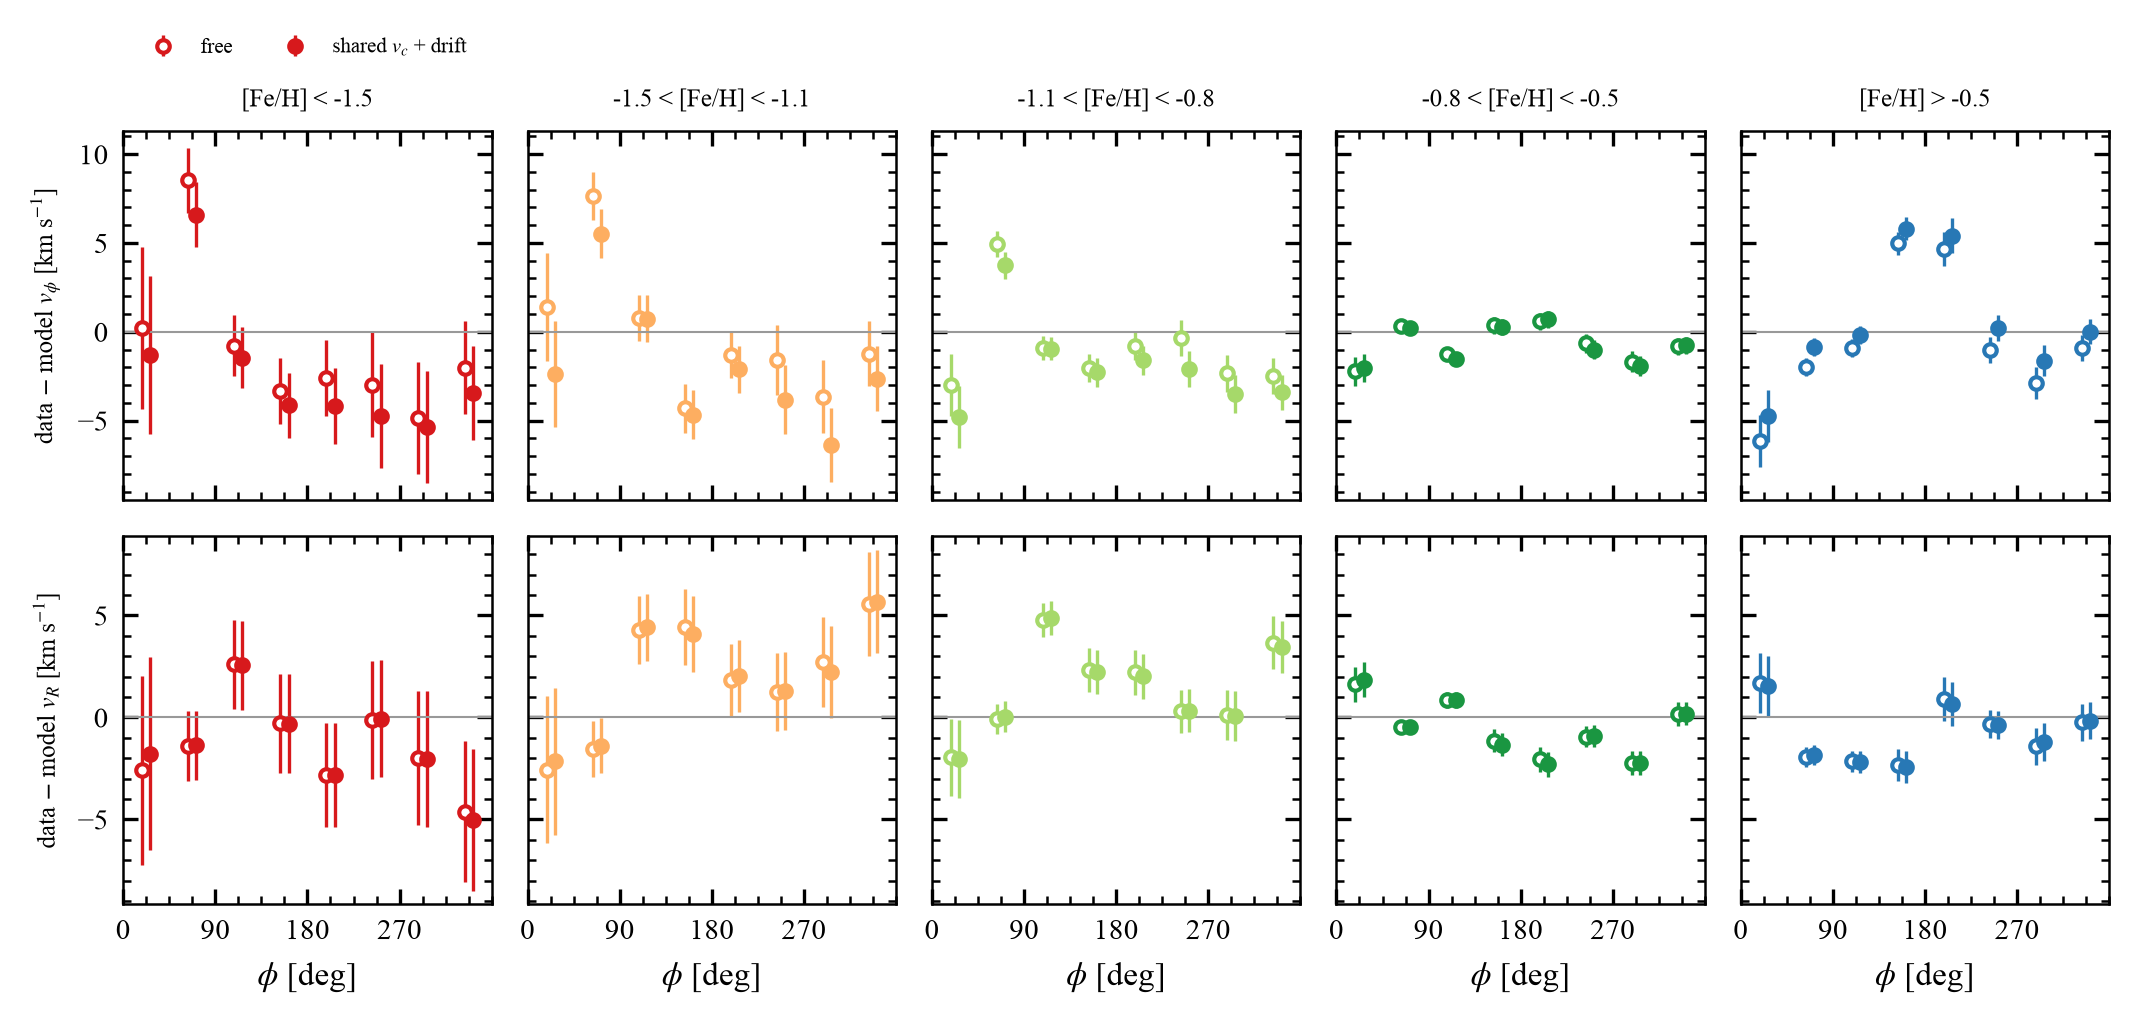 free shared v_c + drift
[Fe/H] < -1.5 -1.5 < [Fe/H] < -1.1 -1.1 < [Fe/H] < -0.8 -0.8 < [Fe/H] < -0.5 [Fe/H] > -0.5
data − model v_ϕ [km s⁻¹]
10
5
0
−5
data − model v_R [km s⁻¹]
5
0
−5
0 90 180 270 0 90 180 270 0 90 180 270 0 90 180 270 0 90 180 270
ϕ [deg] ϕ [deg] ϕ [deg] ϕ [deg] ϕ [deg]